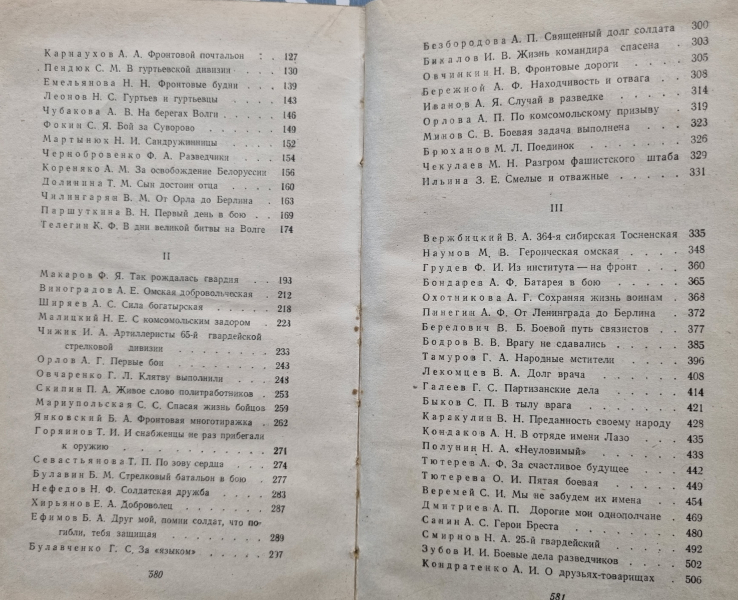 Карнаухов А. А. Фронтовой почтальон . . 127
Пендюк С. М. В гуртьевской дивизии . 130
Емельянова Н. Н. Фронтовые будни . . 139
Леонов Н. С. Гуртьев и гуртьевцы . . 143
Чубакова А. В. На берегах Волги . . . 146
Фокин С. Я. Бой за Суворово . . . . 149
Мартынюк Н. И. Сандружинницы . . . 152
Чернобровенко Ф. А. Разведчики . . . 154
Кореняко А. М. За освобождение Белоруссии 156
Долинина Т. М. Сын достоин отца . . . 160
Чилингарян В. М. От Орла до Берлина . 163
Паршуткина В. Н. Первый день в бою . . 169
Телегин К. Ф. В дни великой битвы на Волге 174
II
Макаров Ф. Я. Так рождалась гвардия . 193
Виноградов А. Е. Омская добровольческая . 212
Ширяев А. С. Сила богатырская . . . 218
Малицкий Н. Е. С комсомольским задором . 223
Чижик И. А. Артиллеристы 65-й гвардейской
стрелковой дивизии . . . . . . 233
Орлов А. Г. Первые бои . . . . . 243
Овчаренко Г. Л. Клятву выполнили . . . 248
Скипин П. А. Живое слово политработников . 253
Мариупольская С. С. Спасая жизнь бойцов 259
Янковский Б. А. Фронтовая многотиражка . 262
Горяинов Т. И. И снабженцы не раз прибегали
к оружию . . . . . . . . 271
Севастьянова Т. П. По зову сердца . . . 274
Булавин Б. М. Стрелковый батальон в бою . 277
Нефедов Н. Ф. Солдатская дружба . . . 283
Хирьянов Е. А. Доброволец . . . . 287
Ефимов Б. А. Друг мой, помни солдат, что по-
гибли, тебя защищая . . . . . . 289
Булавченко Г. С. За «языком» . . . . 297
580
Безбородова А. П. Священный долг солдата 300
Бикалов И. В. Жизнь командира спасена . 303
Овчинкин Н. В. Фронтовые дороги . . . 305
Бережной А. Ф. Находчивость и отвага . . 308
Иванов А. Я. Случай в разведке . . . . 314
Орлова А. П. По комсомольскому призыву . 319
Минов С. В. Боевая задача выполнена . . 323
Брюханов М. Л. Поединок . . . . . 326
Чекулаев М. Н. Разгром фашистского штаба 329
Ильина З. Е. Смелые и отважные . . . . 331
III
Вержбицкий В. А. 364-я сибирская Тосненская 335
Наумов М. В. Героическая омская . . . 348
Грудев Ф. И. Из института — на фронт . . . 360
Бондарев А. Ф. Батарея в бою . . . . 365
Охотникова А. Г. Сохраняя жизнь воинам . 368
Пинегин А. Ф. От Ленинграда до Берлина . 372
Берелович В. Б. Боевой путь связистов . . 377
Бодров В. В. Врагу не сдавались . . . 385
Тамуров Г. А. Народные мстители . . . 396
Лекомцев В. А. Долг врача . . . . 408
Галеев Г. С. Партизанские дела . . . . 414
Быков С. П. В тылу врага . . . . . 421
Каракулин В. Н. Преданность своему народу 428
Кондаков А. Н. В отряде имени Лазо . . . 435
Полунин Н. А. «Неуловимый» . . . . 438
Тютерев А. Ф. За счастливое будущее . . 442
Тютерева О. И. Пятая боевая . . . . 449
Веремей С. И. Мы не забудем их имена . . 454
Дмитриев А. П. Дорогие мои однополчане . 469
Санин А. С. Герои Бреста . . . . . 480
Смирнов Н. А. 25-й гвардейский . . . . 492
Зубов И. И. Боевые дела разведчиков . . . 502
Кондратенко А. И. О друзьях-товарищах . . 506
581